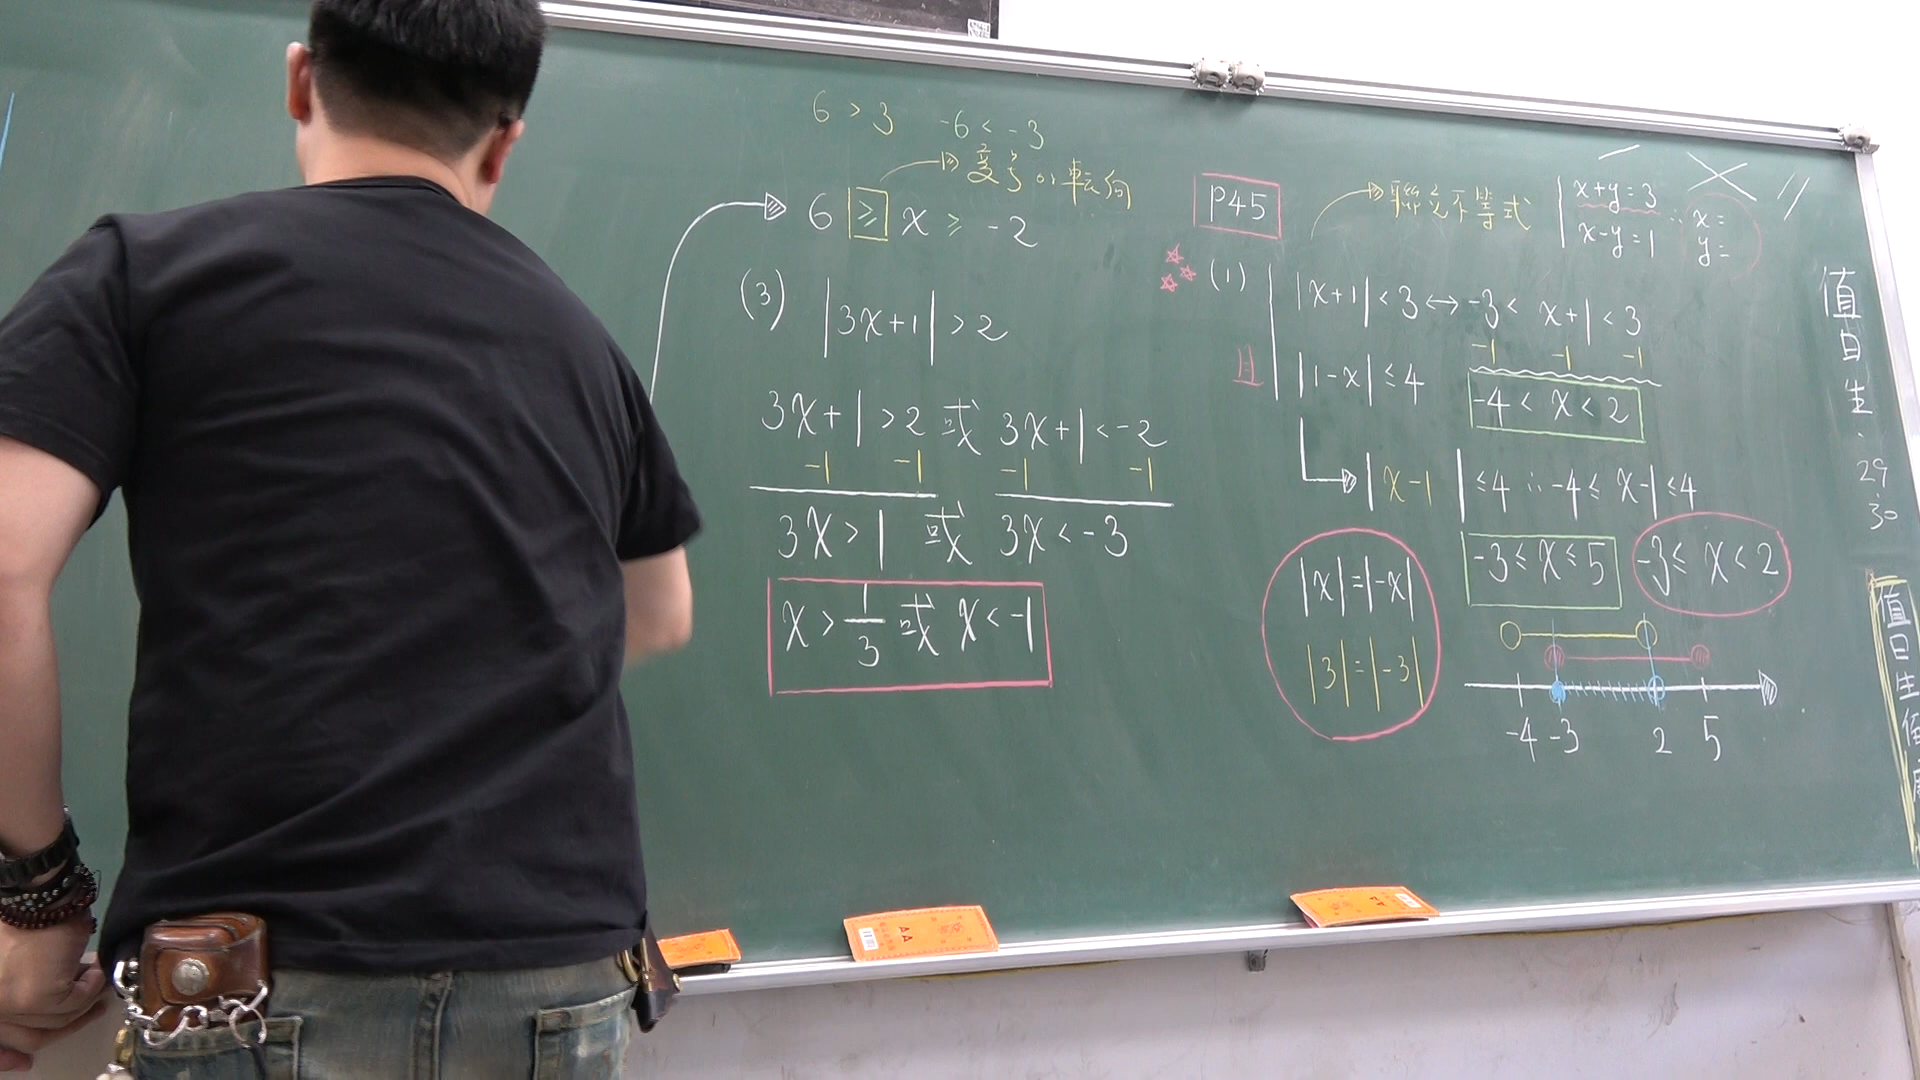 6 > 3 -6 < -3
變号 or 転向
6 ≥ x ≥ -2
(3) |3x+1| > 2
3x+1 > 2 或 3x+1 < -2
-1 -1 -1 -1
3x > 1 或 3x < -3
x > 1/3 或 x < -1
P45
聯立不等式
x+y=3
x-y=1
∴ x=
y=
(1) |x+1| < 3 ↔ -3 < x+1 < 3
-1 -1 -1
且 |1-x| ≤ 4
-4 < x < 2
|x-1| ≤ 4 ∴ -4 ≤ x-1 ≤ 4
-3 ≤ x ≤ 5
-3 ≤ x < 2
|x|=|-x|
|3|=|-3|
-4 -3 2 5
值日生
29
30
值日生